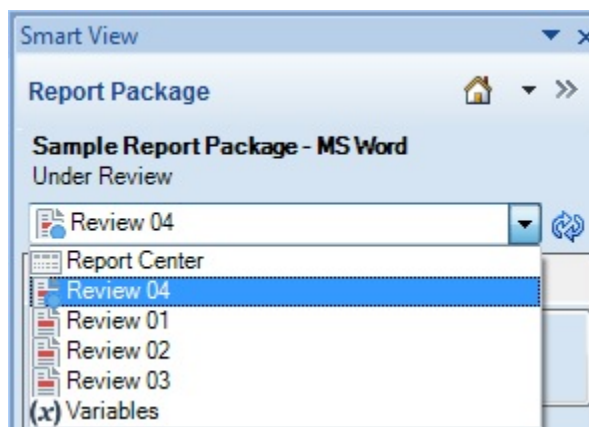 Smart View
Report Package
Sample Report Package - MS Word
Under Review
Review 04
Report Center
Review 04
Review 01
Review 02
Review 03
(x) Variables